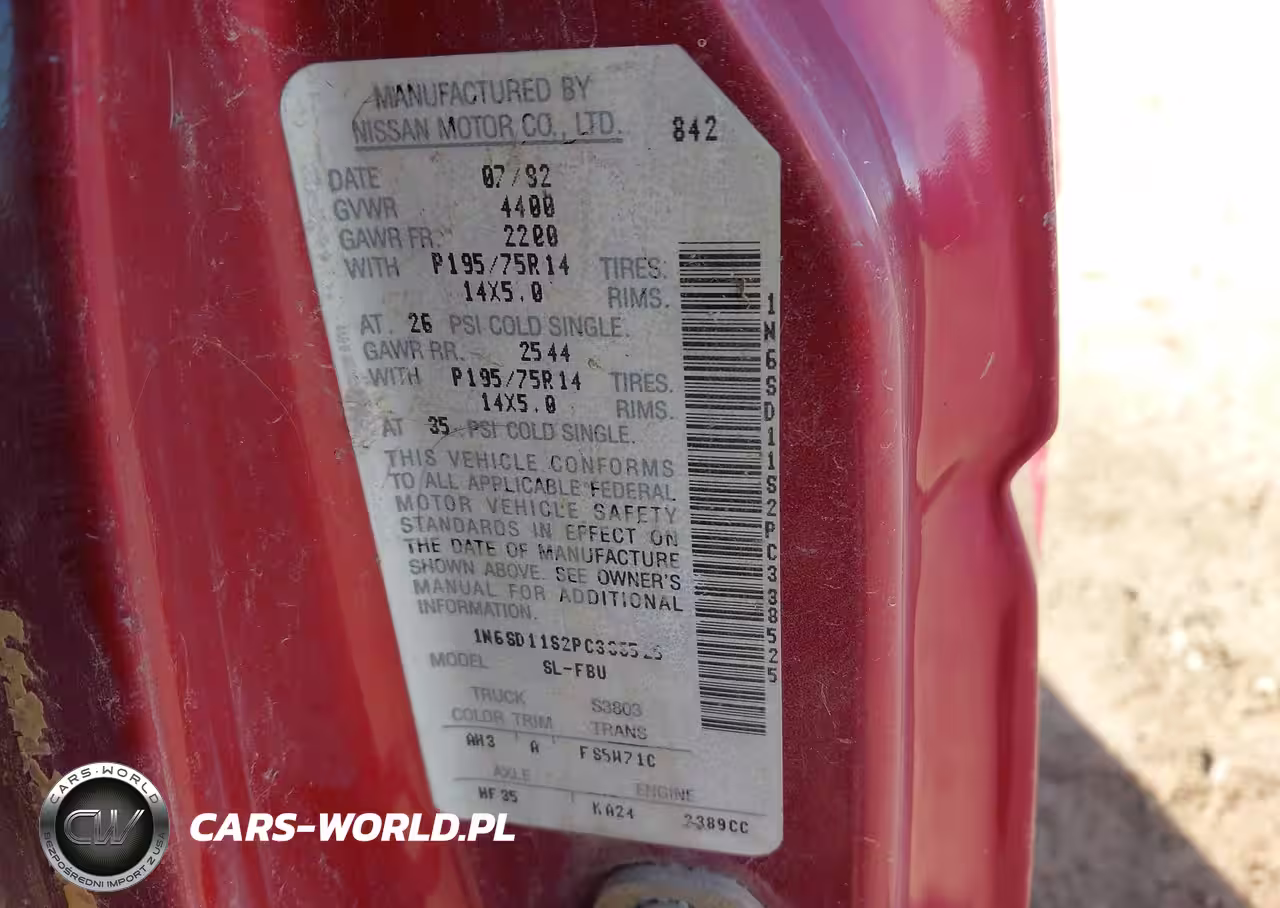 MANUFACTURED BY
NISSAN MOTOR CO., LTD. 842
DATE 07/92
GVWR 4400
GAWR FR. 2200
WITH P195/75R14 TIRES.
14X5.0 RIMS.
AT. 26 PSI COLD SINGLE.
GAWR RR. 2544
WITH P195/75R14 TIRES.
14X5.0 RIMS.
AT 35 PSI COLD SINGLE.
THIS VEHICLE CONFORMS
TO ALL APPLICABLE FEDERAL
MOTOR VEHICLE SAFETY
STANDARDS IN EFFECT ON
THE DATE OF MANUFACTURE
SHOWN ABOVE. SEE OWNER'S
MANUAL FOR ADDITIONAL
INFORMATION.
MODEL SL-FBU
TRUCK S3803
COLOR TRIM TRANS
AH3 A FS5W71C
AXLE ENGINE
HF35 KA24 2389CC
1N6SD11S2PC338525
CARS-WORLD
CW
BEZPOŚREDNI IMPORT Z USA
CARS-WORLD.PL